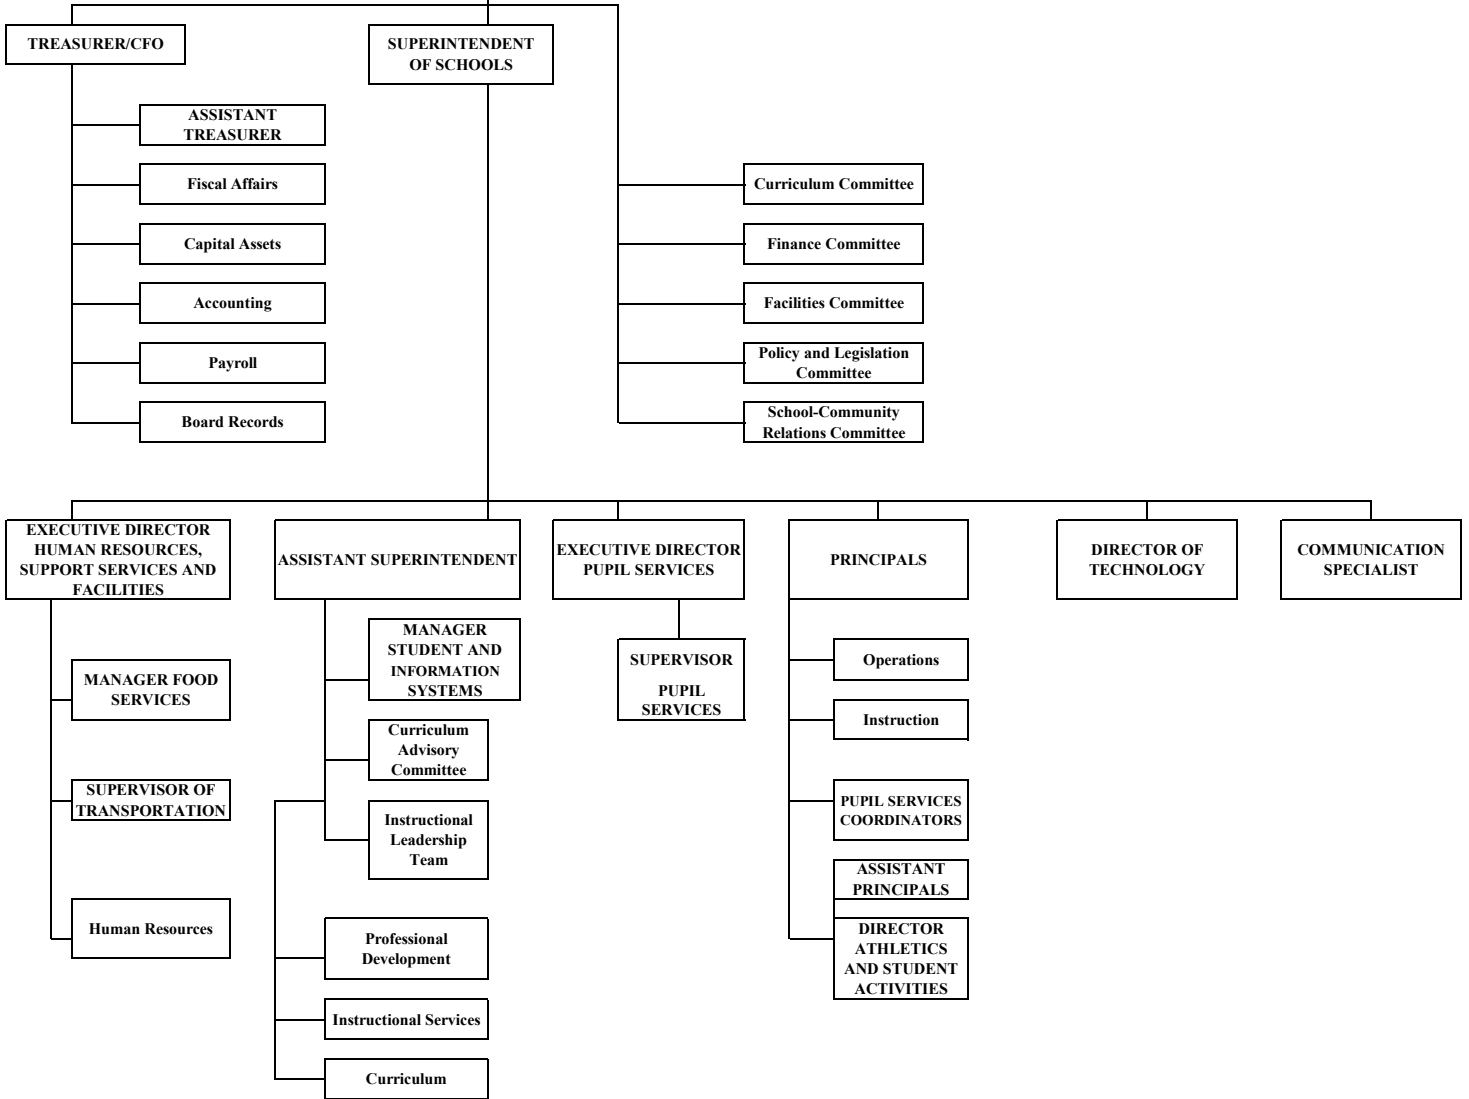 TREASURER/CFO
SUPERINTENDENT
OF SCHOOLS
ASSISTANT
TREASURER
Fiscal Affairs
Capital Assets
Accounting
Payroll
Board Records
Curriculum Committee
Finance Committee
Facilities Committee
Policy and Legislation
Committee
School-Community
Relations Committee
EXECUTIVE DIRECTOR
HUMAN RESOURCES,
SUPPORT SERVICES AND
FACILITIES
ASSISTANT SUPERINTENDENT
EXECUTIVE DIRECTOR
PUPIL SERVICES
PRINCIPALS
DIRECTOR OF
TECHNOLOGY
COMMUNICATION
SPECIALIST
MANAGER FOOD
SERVICES
SUPERVISOR OF
TRANSPORTATION
Human Resources
MANAGER
STUDENT AND
INFORMATION
SYSTEMS
Curriculum
Advisory
Committee
Instructional
Leadership
Team
Professional
Development
Instructional Services
Curriculum
SUPERVISOR
PUPIL
SERVICES
Operations
Instruction
PUPIL SERVICES
COORDINATORS
ASSISTANT
PRINCIPALS
DIRECTOR
ATHLETICS
AND STUDENT
ACTIVITIES